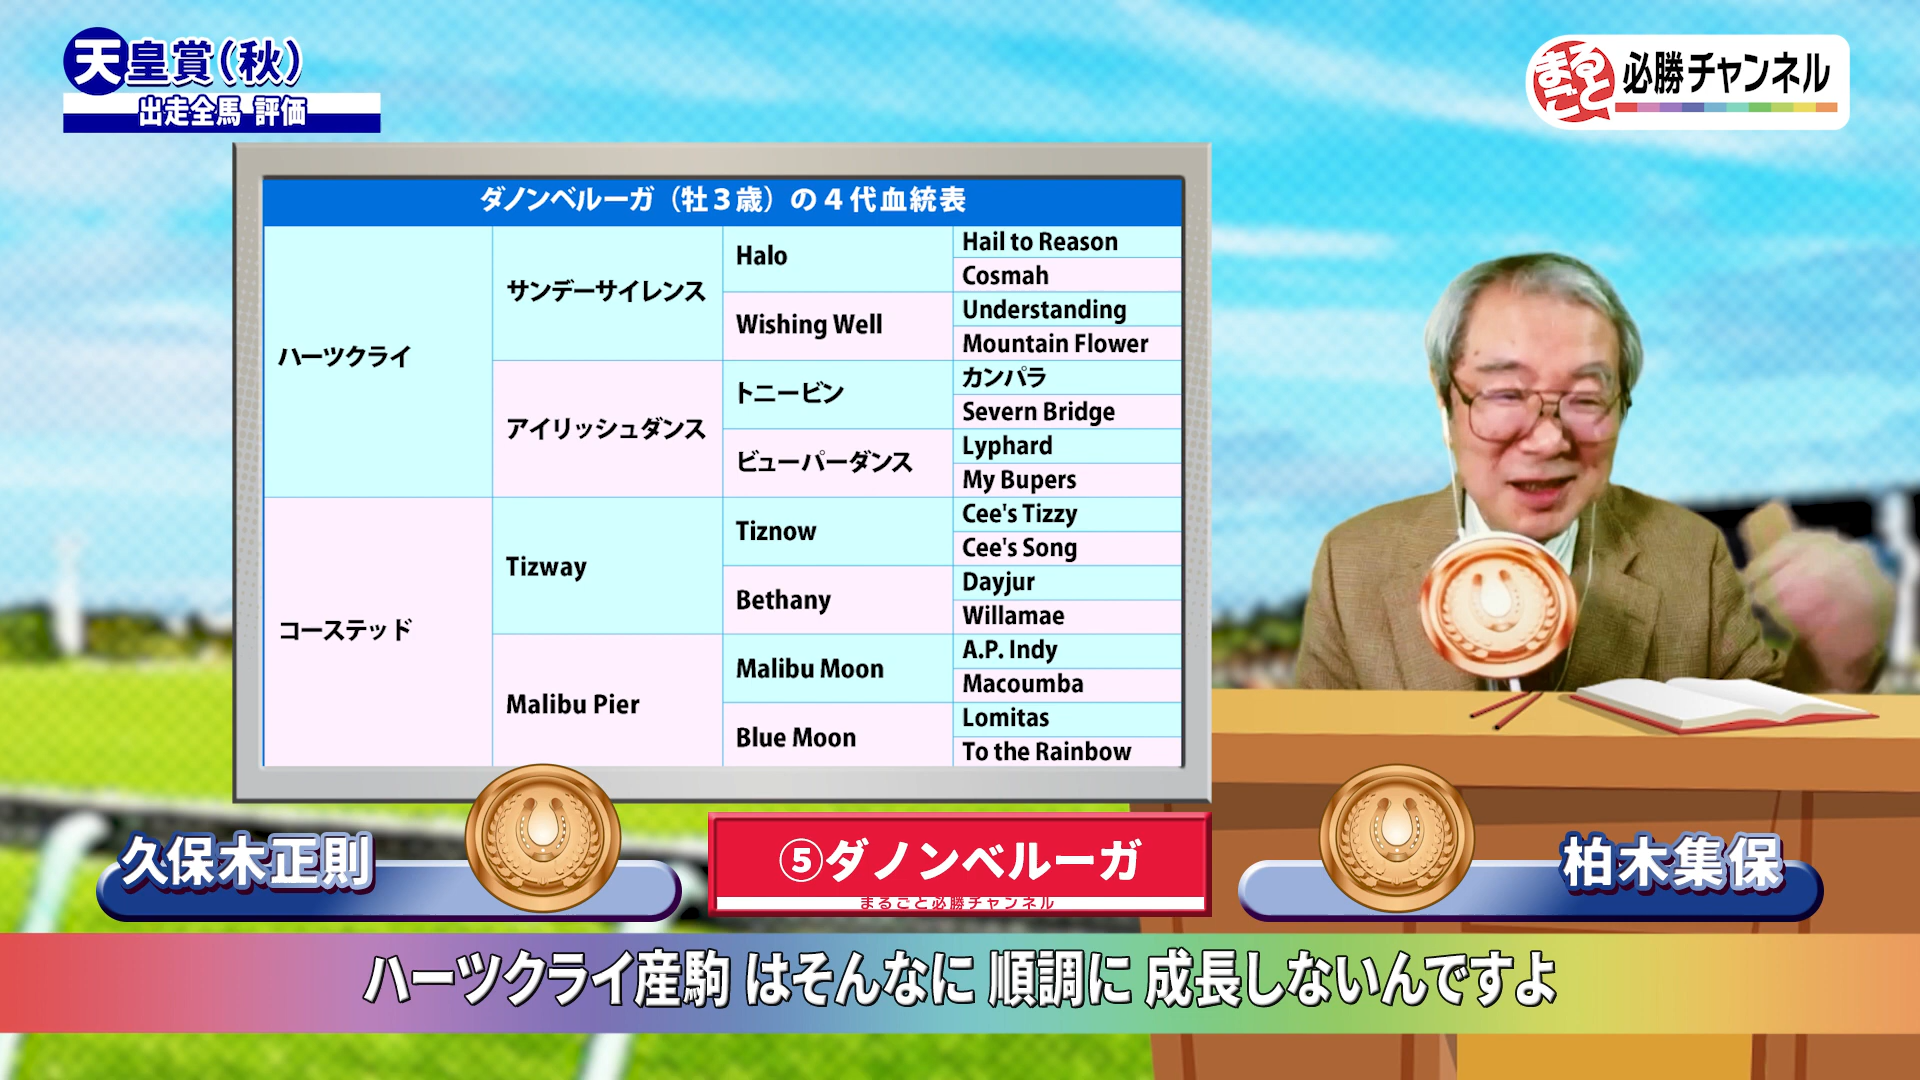 天皇賞(秋)
出走全馬 評価
まるごと
必勝チャンネル
ダノンベルーガ(牡3歳)の4代血統表
ハーツクライ
サンデーサイレンス
Halo
Hail to Reason
Cosmah
Wishing Well
Understanding
Mountain Flower
アイリッシュダンス
トニービン
カンパラ
Severn Bridge
ビューパーダンス
Lyphard
My Bupers
コーステッド
Tizway
Tiznow
Cee's Tizzy
Cee's Song
Bethany
Dayjur
Willamae
Malibu Pier
Malibu Moon
A.P. Indy
Macoumba
Blue Moon
Lomitas
To the Rainbow
久保木正則
⑤ダノンベルーガ
まるごと必勝チャンネル
柏木集保
ハーツクライ産駒 はそんなに 順調に 成長しないんですよ